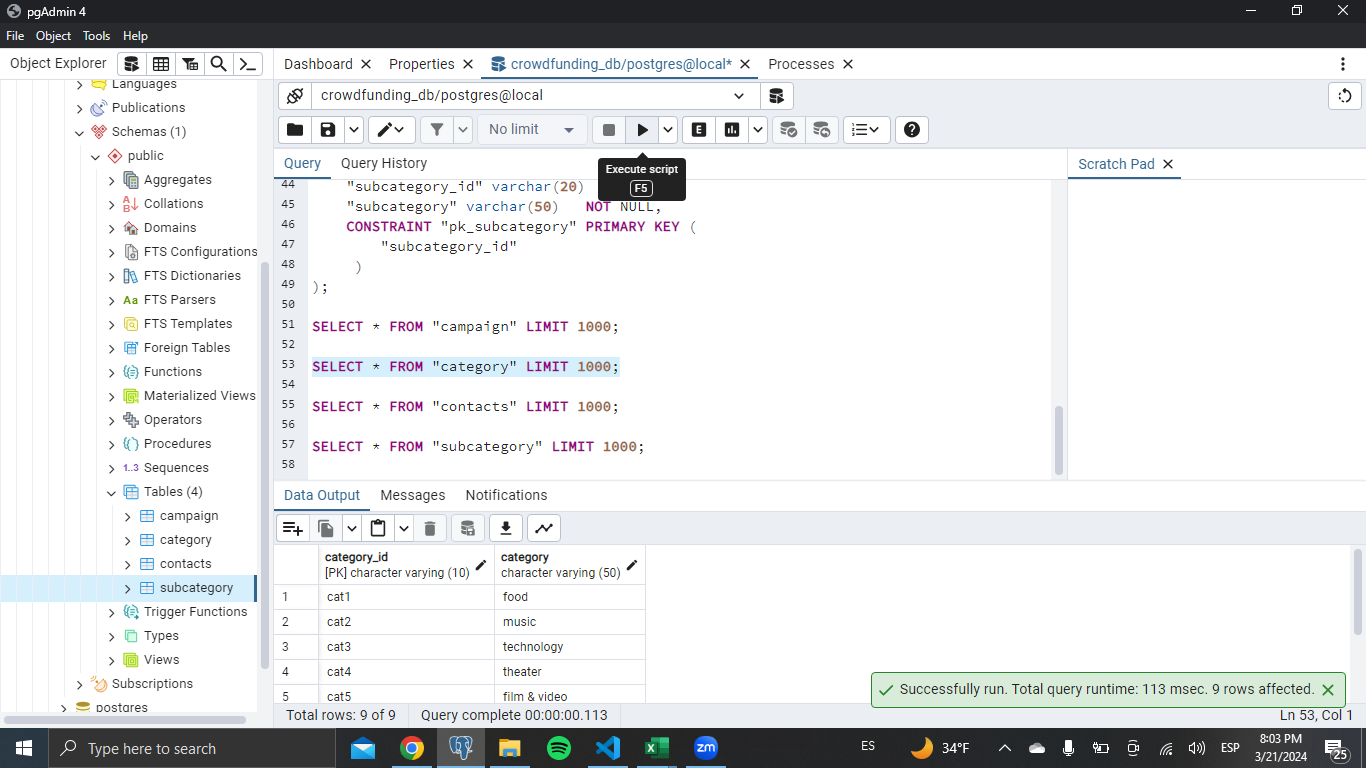 pgAdmin 4
File Object Tools Help
Object Explorer
Dashboard Properties crowdfunding_db/postgres@local* Processes
Languages
Publications
Schemas (1)
public
Aggregates
Collations
Domains
FTS Configurations
FTS Dictionaries
Aa FTS Parsers
FTS Templates
Foreign Tables
Functions
Materialized Views
Operators
Procedures
1..3 Sequences
Tables (4)
campaign
category
contacts
subcategory
Trigger Functions
Types
Views
Subscriptions
postgres
crowdfunding_db/postgres@local
No limit
E
Execute script
F5
Query Query History
Scratch Pad
44 "subcategory_id" varchar(20)
45 "subcategory" varchar(50) NOT NULL,
46 CONSTRAINT "pk_subcategory" PRIMARY KEY (
47 "subcategory_id"
48 )
49 );
50
51 SELECT * FROM "campaign" LIMIT 1000;
52
53 SELECT * FROM "category" LIMIT 1000;
54
55 SELECT * FROM "contacts" LIMIT 1000;
56
57 SELECT * FROM "subcategory" LIMIT 1000;
58
Data Output Messages Notifications
category_id category
[PK] character varying (10) character varying (50)
1 cat1 food
2 cat2 music
3 cat3 technology
4 cat4 theater
5 cat5 film & video
Successfully run. Total query runtime: 113 msec. 9 rows affected.
Total rows: 9 of 9 Query complete 00:00:00.113 Ln 53, Col 1
Type here to search
zm
ES
34°F
ESP
8:03 PM
3/21/2024
25